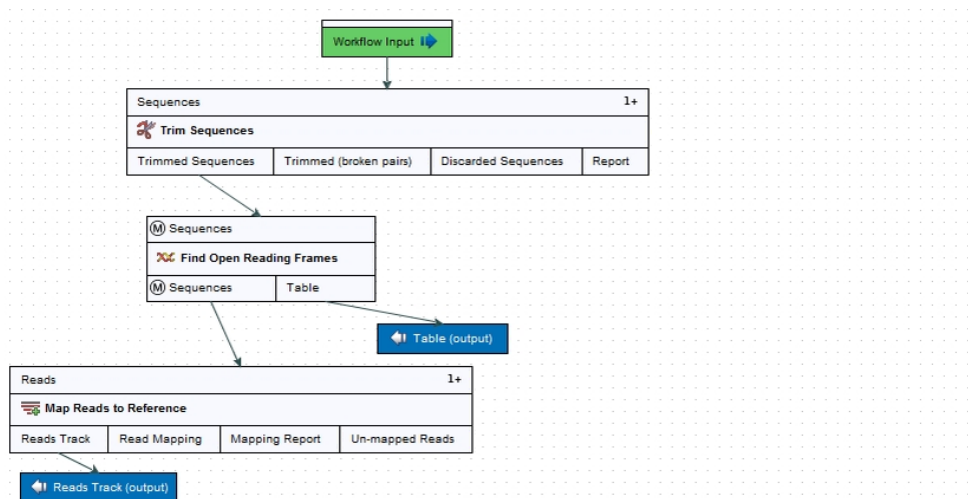 Workflow Input
Sequences 1+
Trim Sequences
Trimmed Sequences Trimmed (broken pairs) Discarded Sequences Report
M Sequences
Find Open Reading Frames
M Sequences Table
Table (output)
Reads 1+
Map Reads to Reference
Reads Track Read Mapping Mapping Report Un-mapped Reads
Reads Track (output)